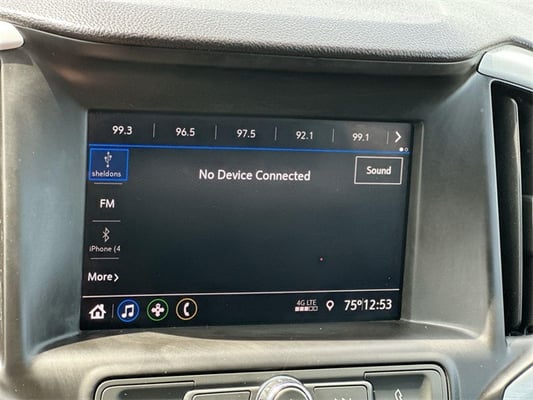 99.3 96.5 97.5 92.1 99.1
sheldons
No Device Connected
Sound
FM
iPhone (4
More
4G LTE
75° 12:53